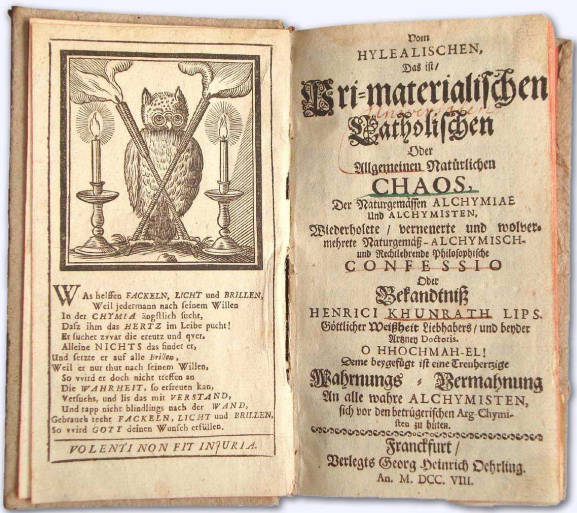 WAs helffen FACKELN, LICHT und BRILLEN,
Weil jedermann nach seinem Willen
In der CHYMIA ängstlich sucht,
Dasz ihm das HERTZ im Leibe pucht!
Er suchet zvvar die creutz und qver,
Alleine NICHTS das findet er,
Und setzte er auf alle Brillen,
Weil er nur thut nach seinem Willen,
So vvird er doch nicht treffen an
Die WAHRHEIT, so erfreuen kan,
Versuchs, und lis das mit VERSTAND,
Und tapp nicht blindlings nach der WAND,
Gebrauch recht FACKELN, LICHT und BRILLEN,
So vvird GOTT deinen Wunsch erfüllen.
VOLENTI NON FIT INJURIA.
Vom
HYLEALISCHEN,
Das ist/
Pri-materialischen
Catholischen
Oder
Allgemeinen Natürlichen
CHAOS,
Der Naturgemässen ALCHYMIAE
Und ALCHYMISTEN,
Wiederholete / verneuerte und wolver-
mehrete Naturgemäß-ALCHYMISCH-
und Rechtlehrende Philosophische
CONFESSIO
Oder
Bekandtniß
HENRICI KHUNRATH LIPS.
Göttlicher Weißheit Liebhabers / und beyder
Artzney Doctoris.
O HHOCHMAH-EL!
Deme beygefügt ist eine Treuhertzige
Wahrnungs-Vermahnung
An alle wahre ALCHYMISTEN,
sich vor den betrügerischen Arg-Chymi-
sten zu hüten.
Franckfurt /
Verlegts Georg Heinrich Oehrling.
An. M. DCC. VIII.